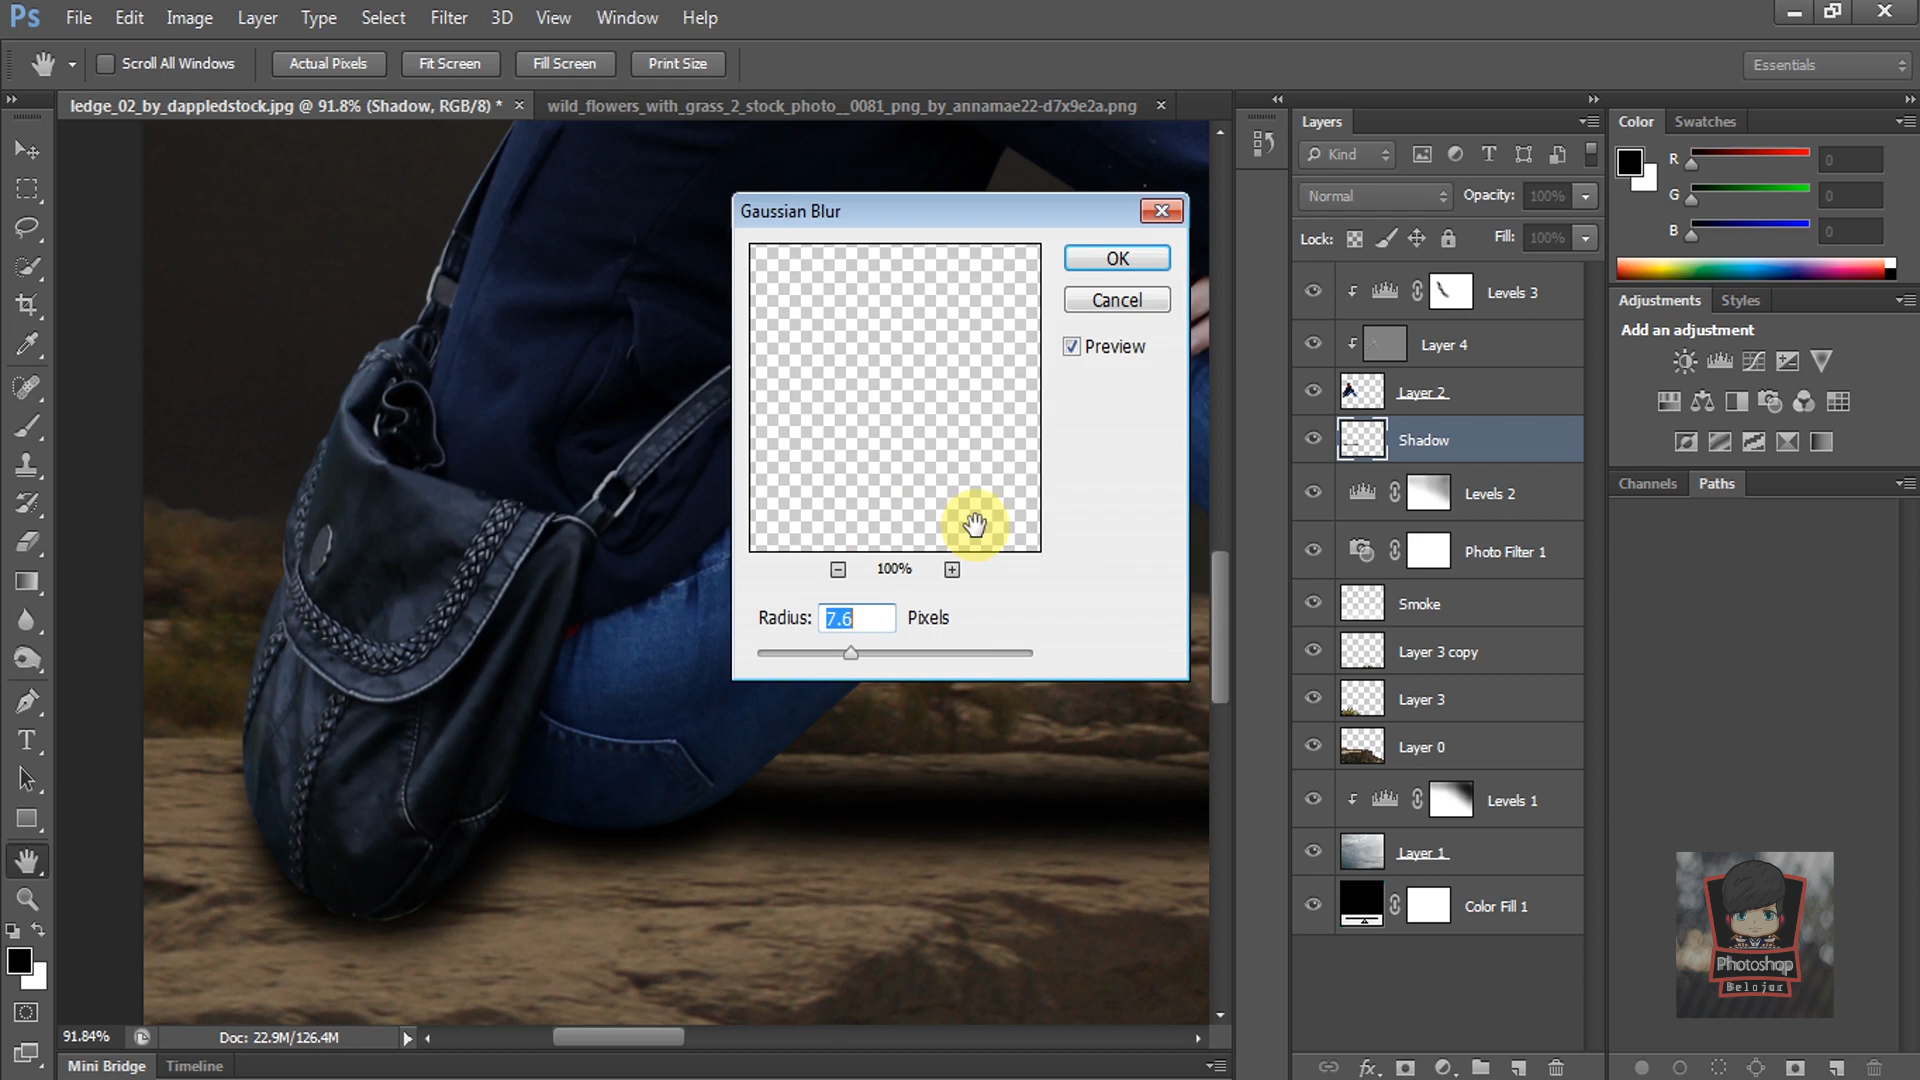 Ps File Edit Image Layer Type Select Filter 3D View Window Help
Scroll All Windows Actual Pixels Fit Screen Fill Screen Print Size Essentials
ledge_02_by_dappledstock.jpg @ 91.8% (Shadow, RGB/8) * × wild_flowers_with_grass_2_stock_photo__0081_png_by_annamae22-d7x9e2a.png ×
Gaussian Blur
OK
Cancel
Preview
100%
Radius: 7.6 Pixels
Layers
Kind
Normal Opacity: 100%
Lock: Fill: 100%
Levels 3
Layer 4
Layer 2
Shadow
Levels 2
Photo Filter 1
Smoke
Layer 3 copy
Layer 3
Layer 0
Levels 1
Layer 1
Color Fill 1
fx
Color Swatches
R 0
G 0
B 0
Adjustments Styles
Add an adjustment
Channels Paths
Photoshop
Belajar
91.84% Doc: 22.9M/126.4M
Mini Bridge Timeline